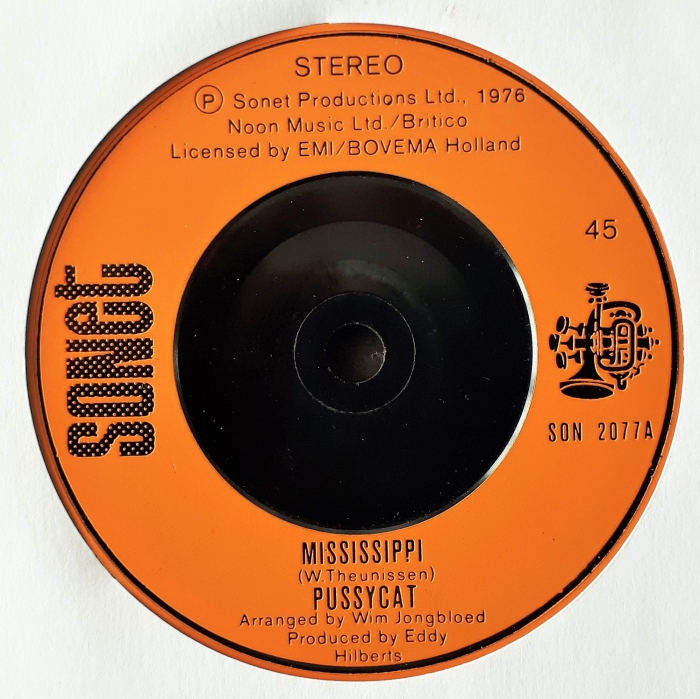 STEREO
Ⓟ Sonet Productions Ltd., 1976
Noon Music Ltd./Britico
Licensed by EMI/BOVEMA Holland
45
sonet
SON 2077A
MISSISSIPPI
(W.Theunissen)
PUSSYCAT
Arranged by Wim Jongbloed
Produced by Eddy
Hilberts